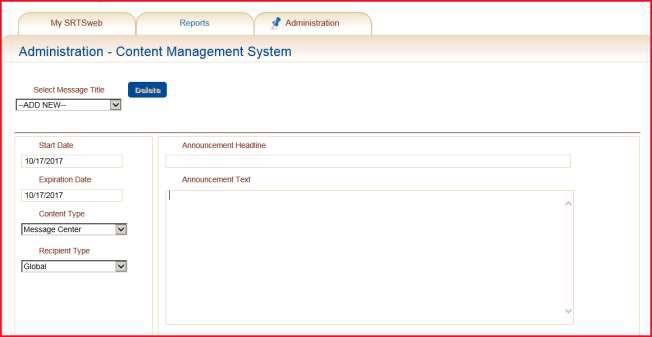 My SRTSweb
Reports
Administration
Administration - Content Management System
Select Message Title
Delete
--ADD NEW--
Start Date
10/17/2017
Expiration Date
10/17/2017
Content Type
Message Center
Recipient Type
Global
Announcement Headline
Announcement Text